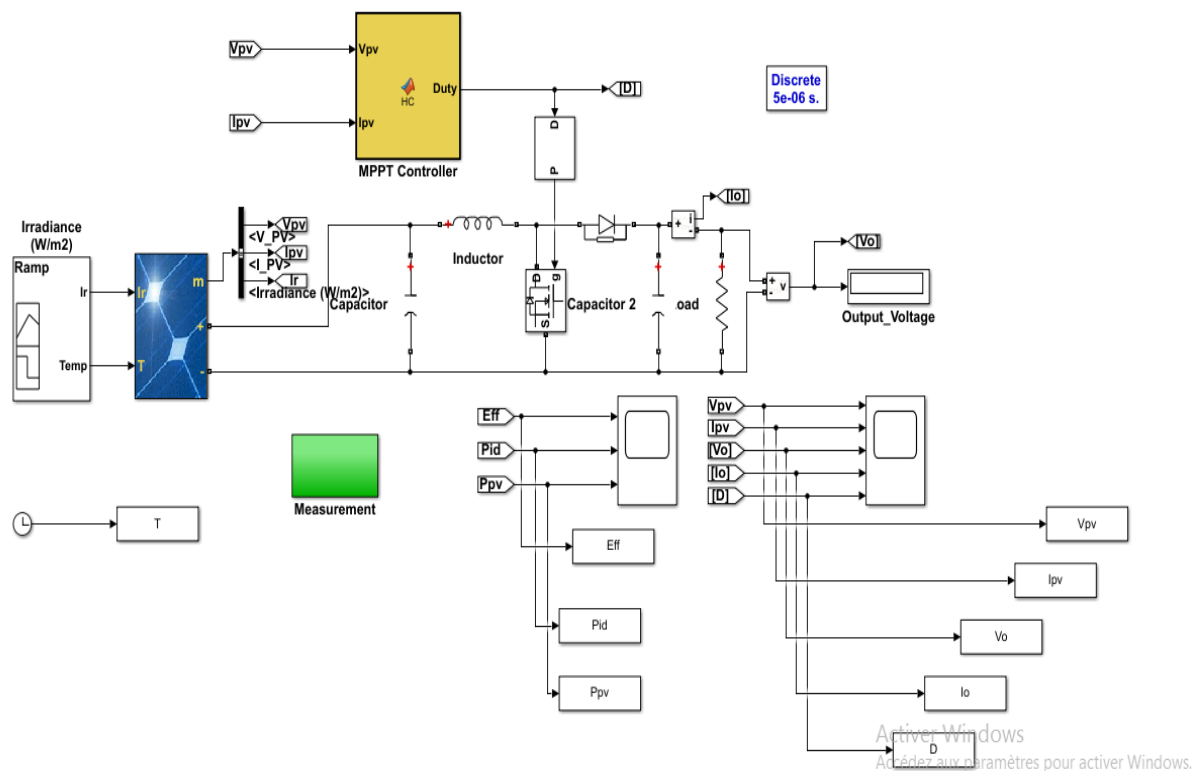 Vpv
Ipv
Vpv
Ipv
HC
Duty
MPPT Controller
[D]
Discrete
5e-06 s.
D
P
Irradiance
(W/m2)
Ramp
Ir
Temp
Ir
T
m
+
-
Vpv
<V_PV>
Ipv
<I_PV>
Ir
<Irradiance (W/m2)>
Capacitor
+
Inductor
+
D
g
S
Capacitor 2
+
+
i
-
[Io]
oad
+
+
-
v
[Vo]
Output_Voltage
Measurement
T
Eff
Pid
Ppv
Eff
Pid
Ppv
Vpv
Ipv
[Vo]
[Io]
[D]
Vpv
Ipv
Vo
Io
D
Activer Windows
Accédez aux paramètres pour activer Windows.